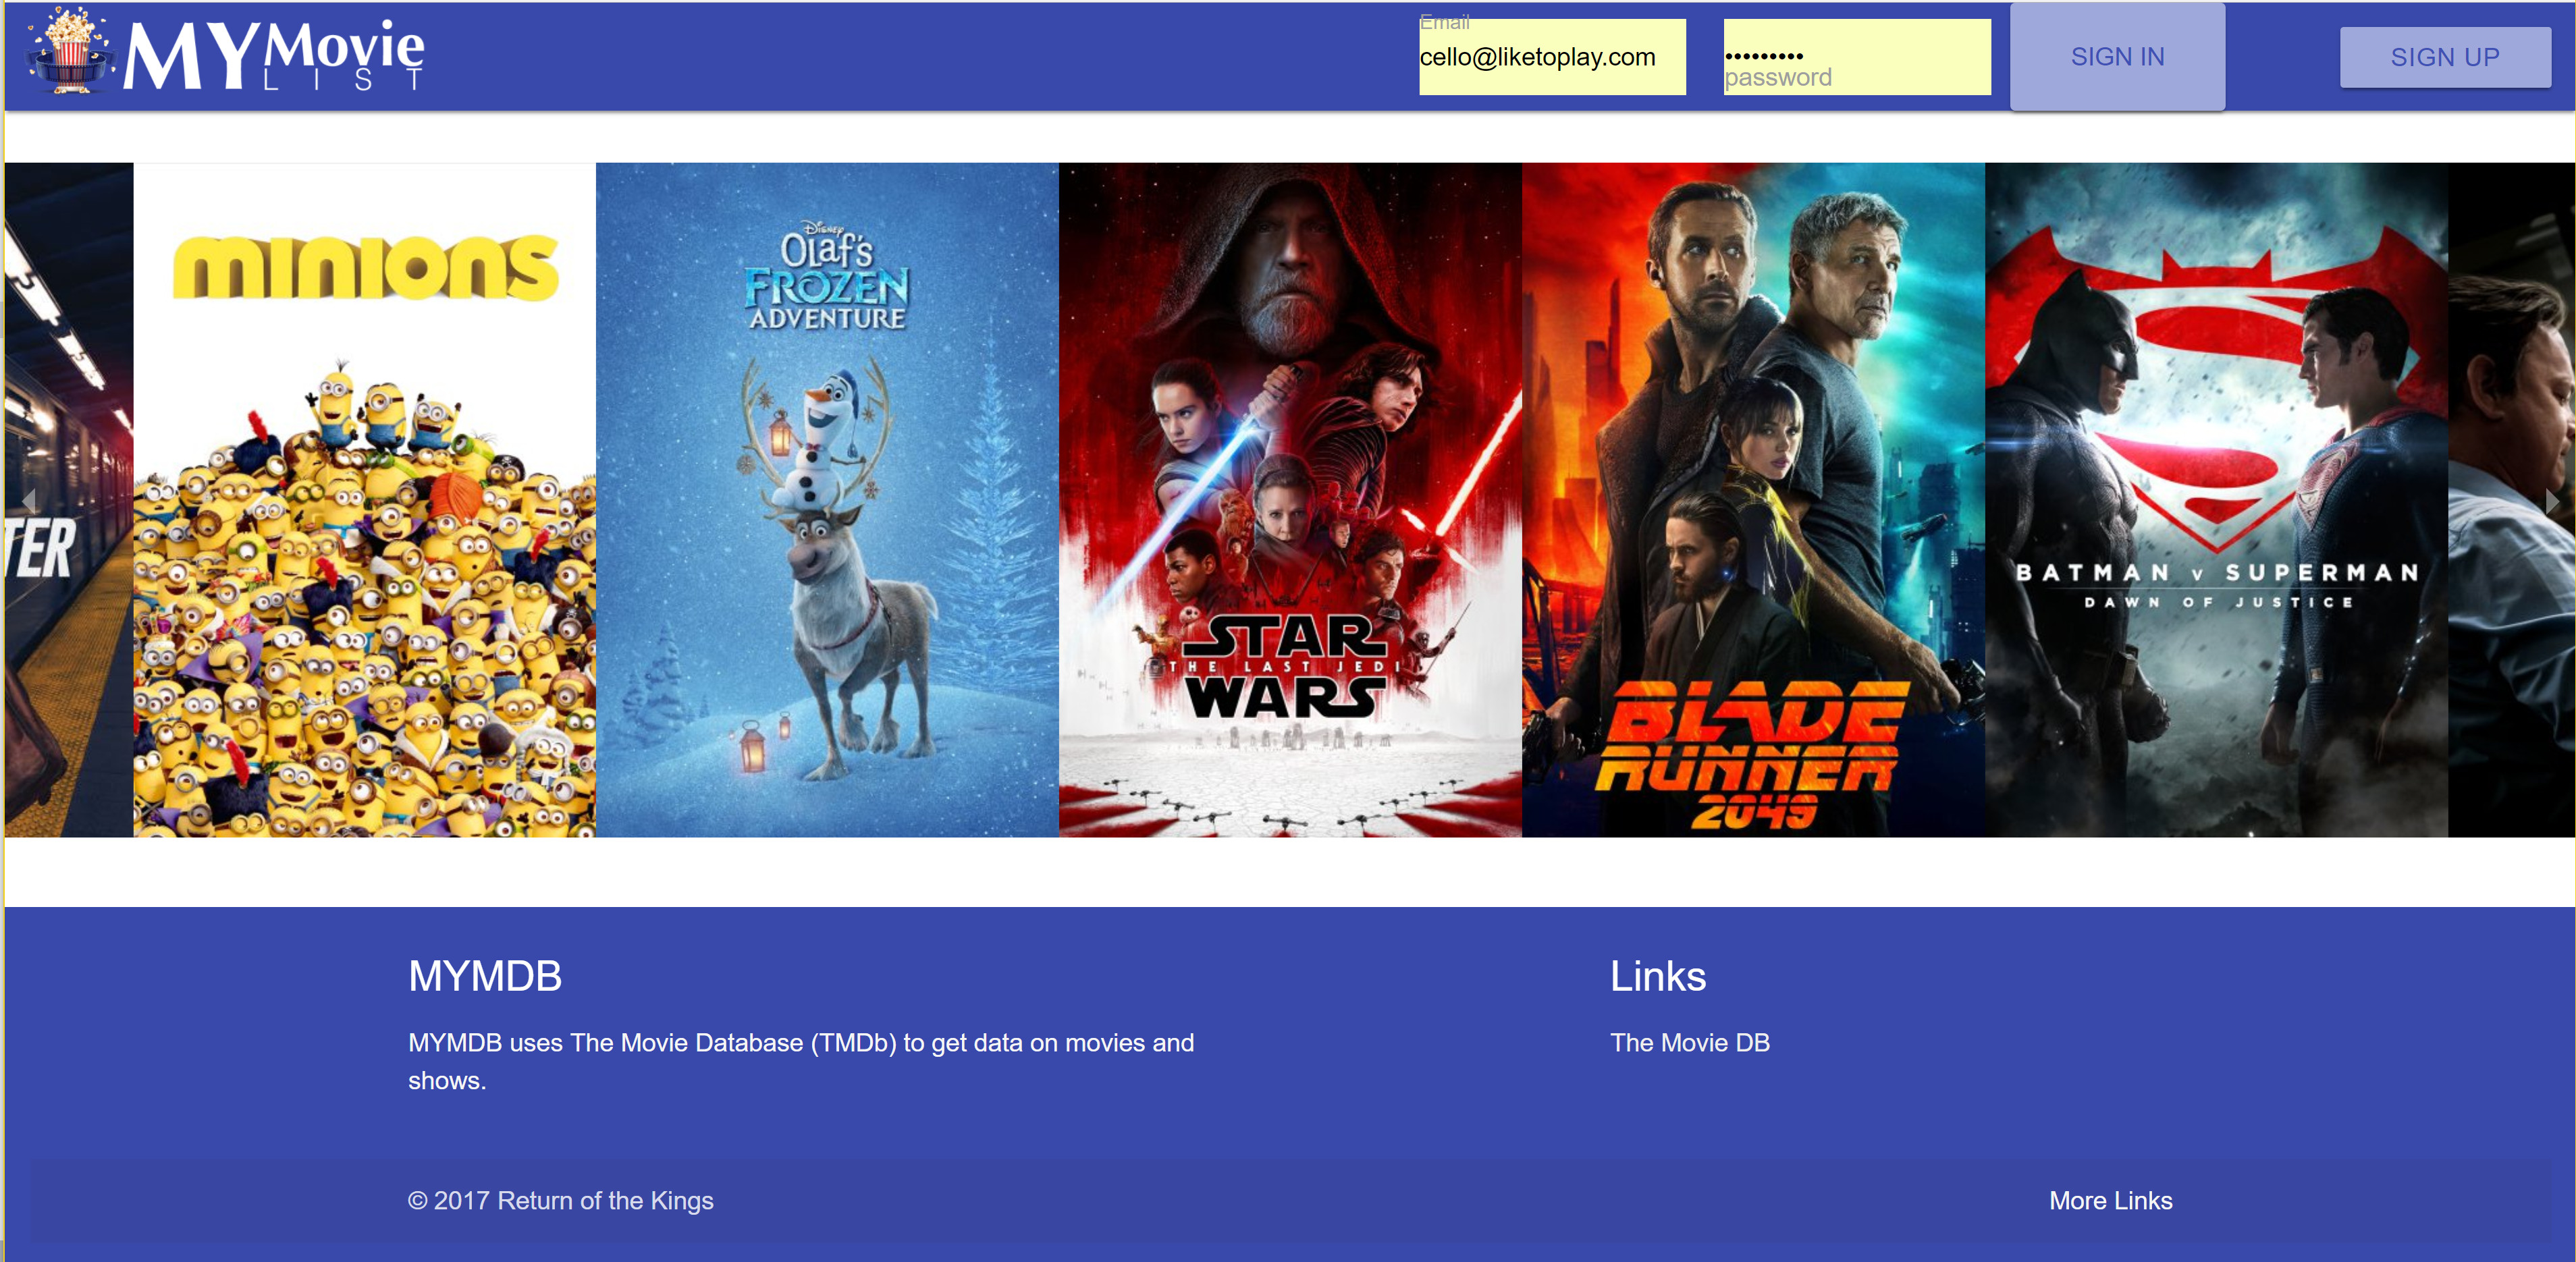 MYMovie
LIST
Email
cello@liketoplay.com
•••••••••
password
SIGN IN
SIGN UP
TER
minions
Disney
Olaf's
FROZEN
ADVENTURE
STAR
THE LAST JEDI
WARS
BLADE
RUNNER
2049
BATMAN v SUPERMAN
DAWN OF JUSTICE
MYMDB
MYMDB uses The Movie Database (TMDb) to get data on movies and
shows.
Links
The Movie DB
© 2017 Return of the Kings
More Links